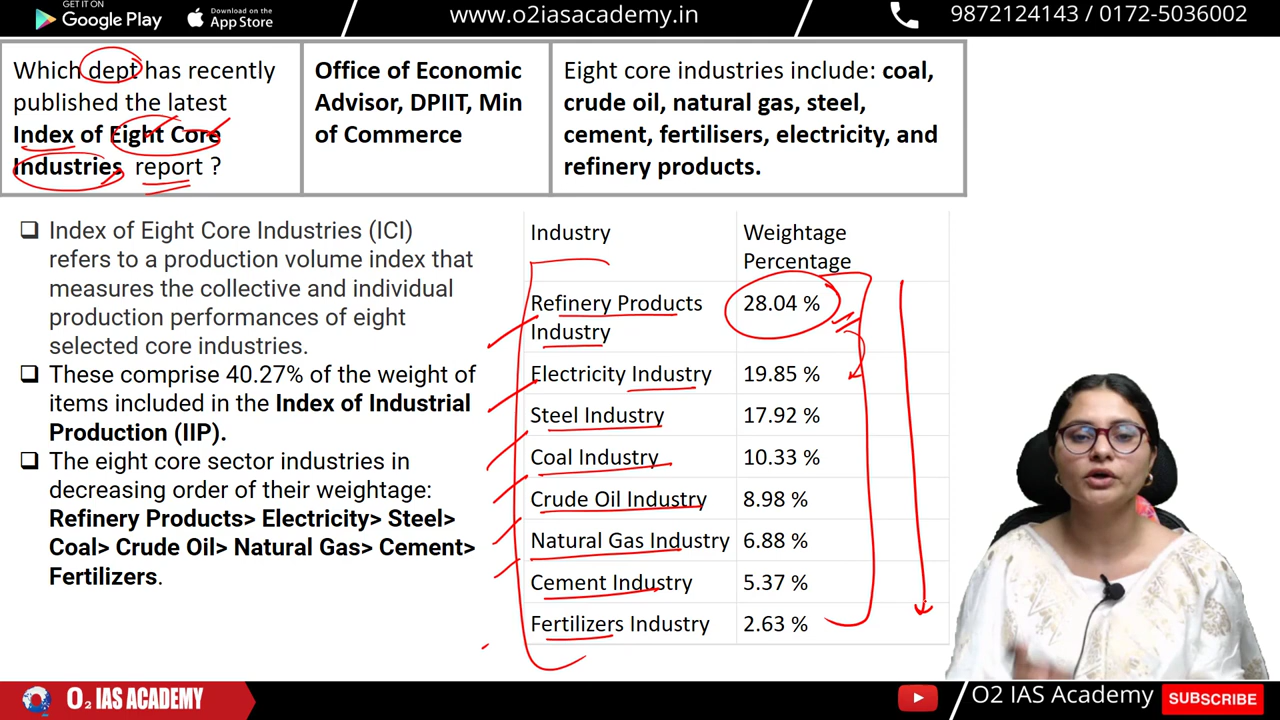 GET IT ON
Google Play
Download on the
App Store
www.o2iasacademy.in
9872124143 / 0172-5036002
Which dept has recently
published the latest
Index of Eight Core
Industries report ?
Office of Economic
Advisor, DPIIT, Min
of Commerce
Eight core industries include: coal,
crude oil, natural gas, steel,
cement, fertilisers, electricity, and
refinery products.
Index of Eight Core Industries (ICI)
refers to a production volume index that
measures the collective and individual
production performances of eight
selected core industries.
These comprise 40.27% of the weight of
items included in the Index of Industrial
Production (IIP).
The eight core sector industries in
decreasing order of their weightage:
Refinery Products> Electricity> Steel>
Coal> Crude Oil> Natural Gas> Cement>
Fertilizers.
Industry
Weightage
Percentage
Refinery Products
Industry
28.04 %
Electricity Industry
19.85 %
Steel Industry
17.92 %
Coal Industry
10.33 %
Crude Oil Industry
8.98 %
Natural Gas Industry
6.88 %
Cement Industry
5.37 %
Fertilizers Industry
2.63 %
O2 IAS ACADEMY
O2 IAS Academy
SUBSCRIBE